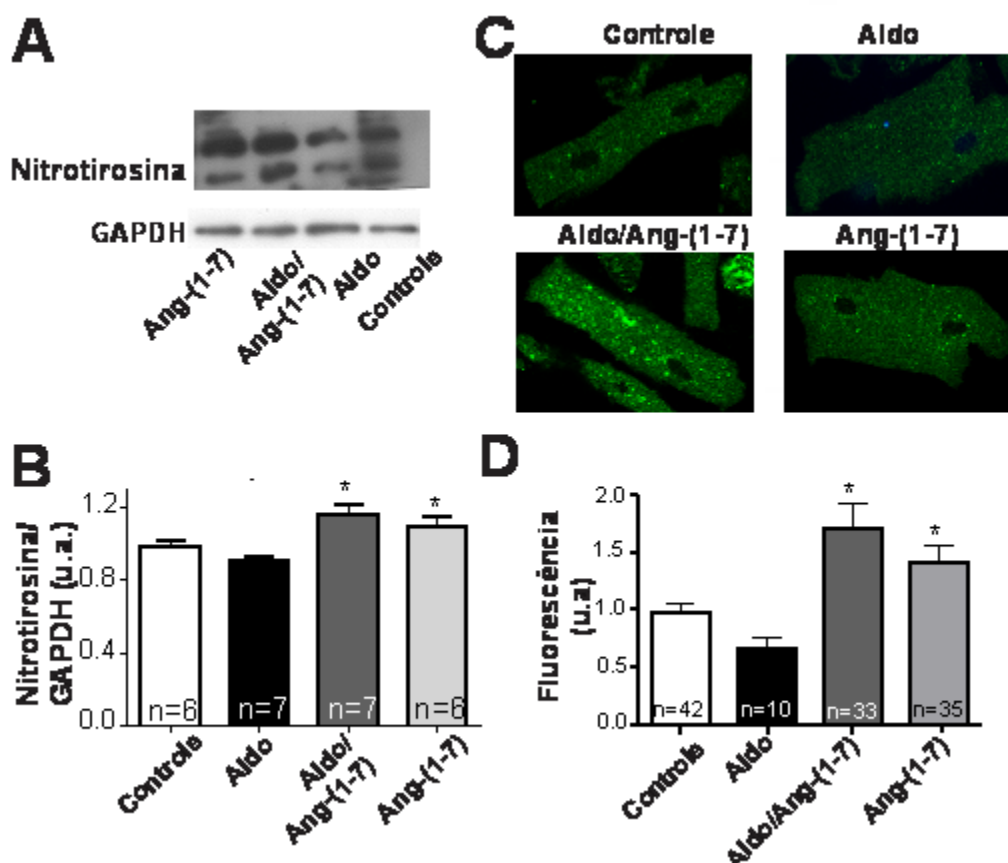 A
Nitrotirosina
GAPDH
Ang-(1-7)
Aldo/
Ang-(1-7)
Aldo
Controle
C
Controle
Aldo
Aldo/Ang-(1-7)
Ang-(1-7)
B
Nitrotirosina/
GAPDH (u.a.)
1.2
0.8
0.4
0.0
*
*
n=6
n=7
n=7
n=6
Controle
Aldo
Aldo/
Ang-(1-7)
Ang-(1-7)
D
Fluorescência
(u.a)
2.0
1.5
1.0
0.5
0.0
*
*
n=42
n=10
n=33
n=35
Controle
Aldo
Aldo/Ang-(1-7)
Ang-(1-7)